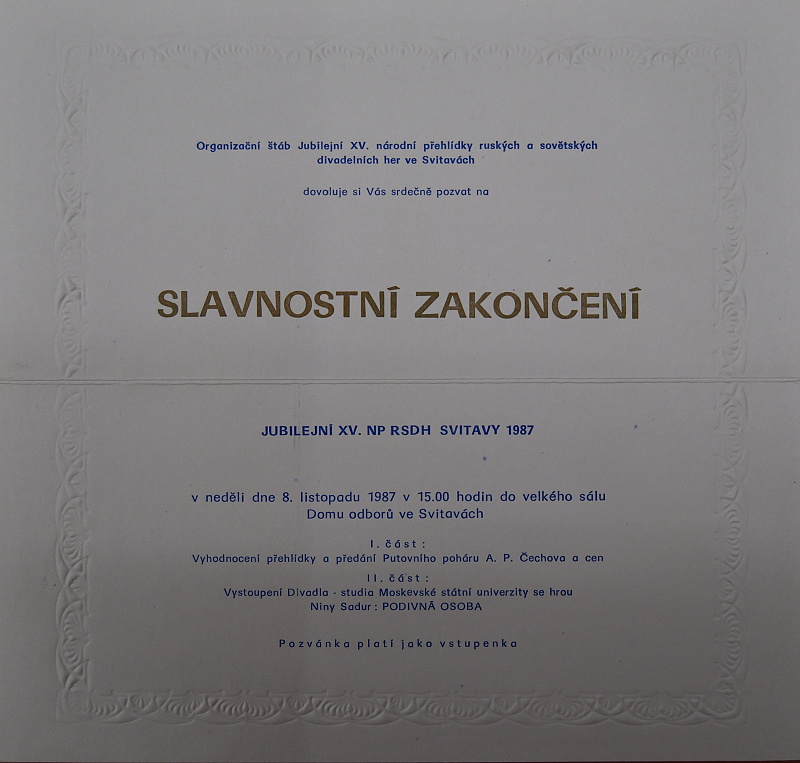 Organizační štáb Jubilejní XV. národní přehlídky ruských a sovětských
divadelních her ve Svitavách
dovoluje si Vás srdečně pozvat na
SLAVNOSTNÍ ZAKONČENÍ
JUBILEJNÍ XV. NP RSDH SVITAVY 1987
v neděli dne 8. listopadu 1987 v 15.00 hodin do velkého sálu
Domu odborů ve Svitavách
I. část:
Vyhodnocení přehlídky a předání Putovního poháru A. P. Čechova a cen
II. část:
Vystoupení Divadla - studia Moskevské státní univerzity se hrou
Niny Sadur: PODIVNÁ OSOBA
Pozvánka platí jako vstupenka